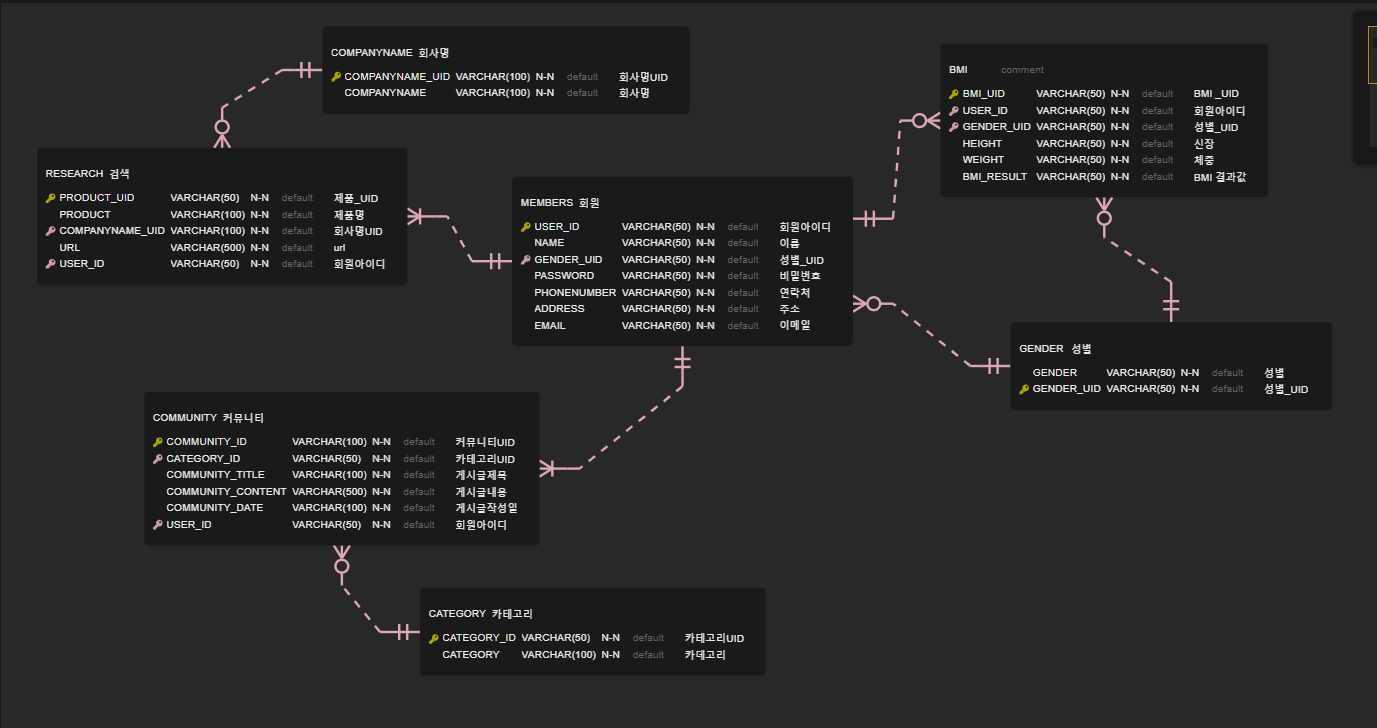 COMPANYNAME 회사명
COMPANYNAME_UID VARCHAR(100) N-N default 회사명UID
COMPANYNAME VARCHAR(100) N-N default 회사명
BMI comment
BMI_UID VARCHAR(50) N-N default BMI _UID
USER_ID VARCHAR(50) N-N default 회원아이디
GENDER_UID VARCHAR(50) N-N default 성별_UID
HEIGHT VARCHAR(50) N-N default 신장
WEIGHT VARCHAR(50) N-N default 체중
BMI_RESULT VARCHAR(50) N-N default BMI 결과값
RESEARCH 검색
PRODUCT_UID VARCHAR(50) N-N default 제품_UID
PRODUCT VARCHAR(100) N-N default 제품명
COMPANYNAME_UID VARCHAR(100) N-N default 회사명UID
URL VARCHAR(500) N-N default url
USER_ID VARCHAR(50) N-N default 회원아이디
MEMBERS 회원
USER_ID VARCHAR(50) N-N default 회원아이디
NAME VARCHAR(50) N-N default 이름
GENDER_UID VARCHAR(50) N-N default 성별_UID
PASSWORD VARCHAR(50) N-N default 비밀번호
PHONENUMBER VARCHAR(50) N-N default 연락처
ADDRESS VARCHAR(50) N-N default 주소
EMAIL VARCHAR(50) N-N default 이메일
GENDER 성별
GENDER VARCHAR(50) N-N default 성별
GENDER_UID VARCHAR(50) N-N default 성별_UID
COMMUNITY 커뮤니티
COMMUNITY_ID VARCHAR(100) N-N default 커뮤니티UID
CATEGORY_ID VARCHAR(50) N-N default 카테고리UID
COMMUNITY_TITLE VARCHAR(100) N-N default 게시글제목
COMMUNITY_CONTENT VARCHAR(500) N-N default 게시글내용
COMMUNITY_DATE VARCHAR(100) N-N default 게시글작성일
USER_ID VARCHAR(50) N-N default 회원아이디
CATEGORY 카테고리
CATEGORY_ID VARCHAR(50) N-N default 카테고리UID
CATEGORY VARCHAR(100) N-N default 카데고리